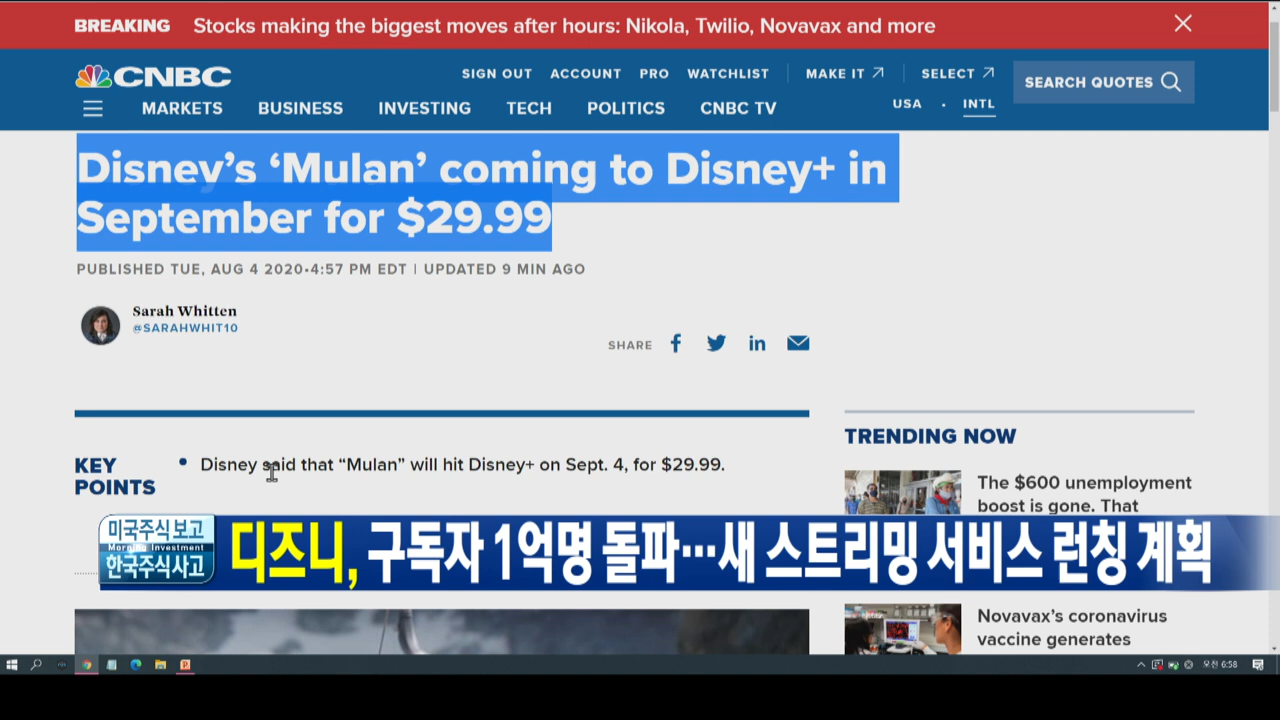 BREAKING Stocks making the biggest moves after hours: Nikola, Twilio, Novavax and more
CNBC
SIGN OUT ACCOUNT PRO WATCHLIST MAKE IT SELECT
SEARCH QUOTES
MARKETS BUSINESS INVESTING TECH POLITICS CNBC TV
USA · INTL
Disney’s ‘Mulan’ coming to Disney+ in
September for $29.99
PUBLISHED TUE, AUG 4 2020•4:57 PM EDT | UPDATED 9 MIN AGO
Sarah Whitten
@SARAHWHIT10
SHARE
KEY
POINTS
• Disney said that “Mulan” will hit Disney+ on Sept. 4, for $29.99.
TRENDING NOW
The $600 unemployment
boost is gone. That
미국주식 보고
Morning Investment
한국주식 사고
디즈니, 구독자 1억명 돌파…새 스트리밍 서비스 런칭 계획
Novavax’s coronavirus
vaccine generates
오전 6:58